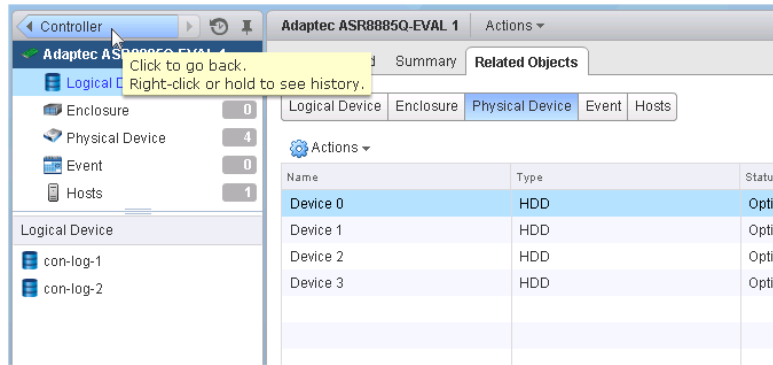 Controller
Adaptec ASR8885Q-EVAL 1 Actions
Adaptec
Click to go back.
Right-click or hold to see history.
Summary Related Objects
Logical
Enclosure 0
Physical Device 4
Event 0
Hosts 1
Logical Device
con-log-1
con-log-2
Logical Device Enclosure Physical Device Event Hosts
Actions
Name Type
Device 0 HDD
Device 1 HDD
Device 2 HDD
Device 3 HDD